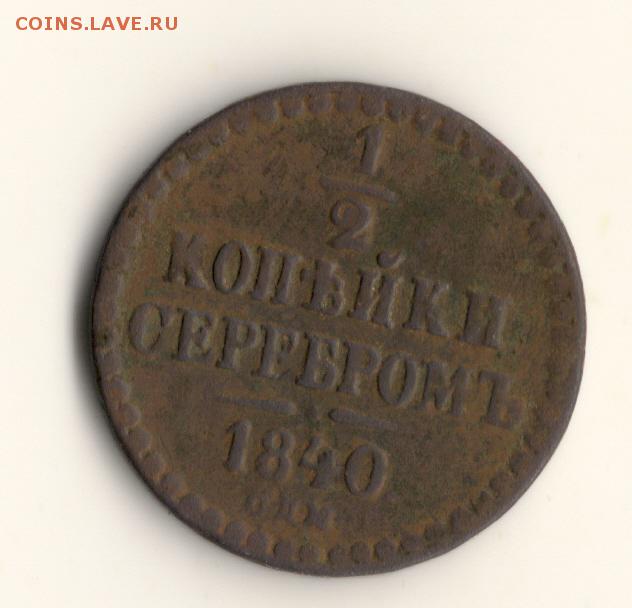 COINS.LAVE.RU
1
2
КОПѢЙКИ
СЕРЕБРОМЪ
1840